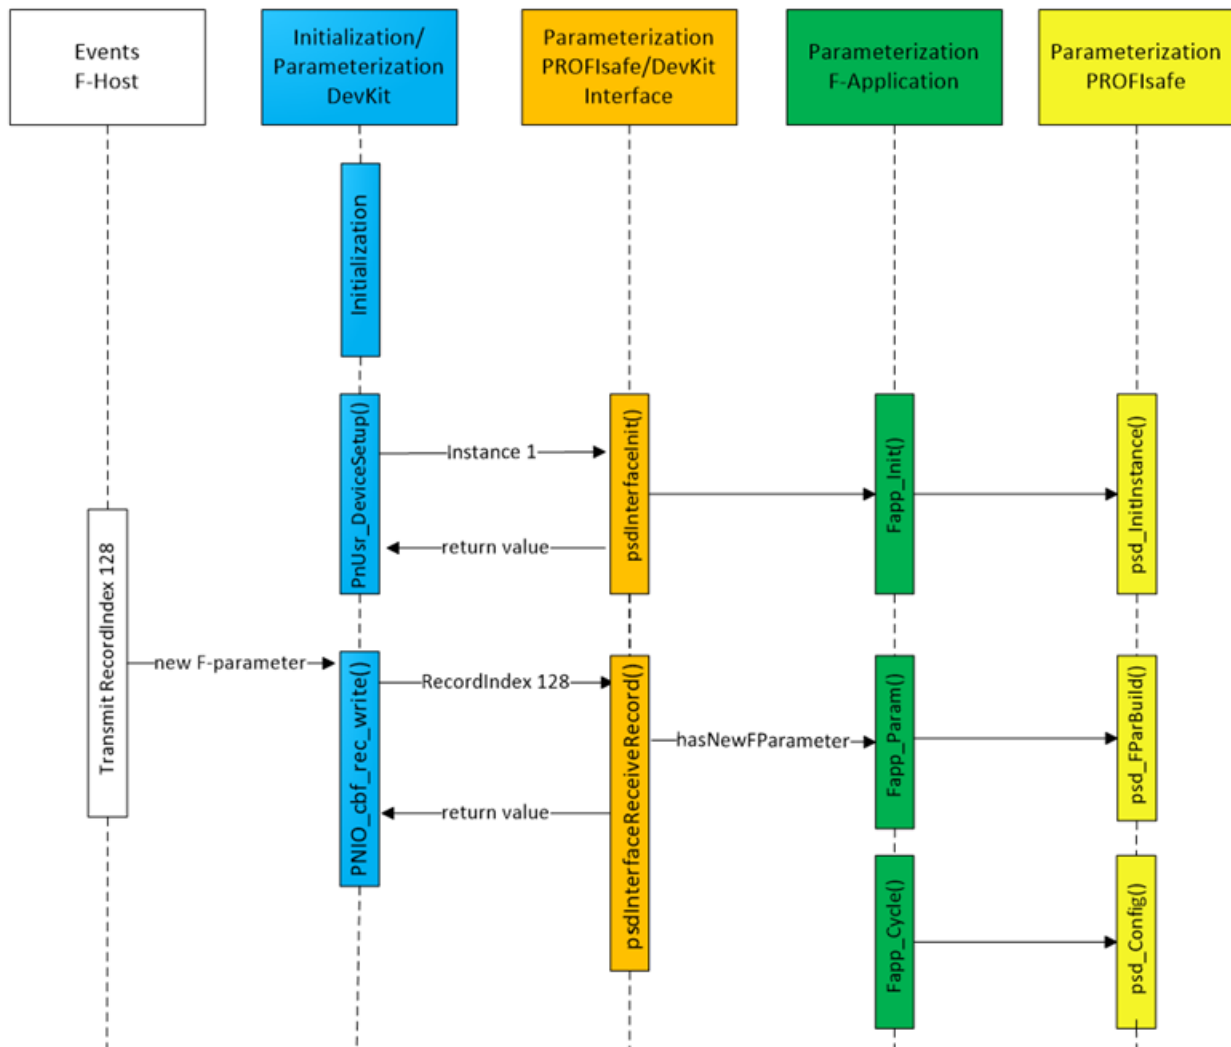 Events
F-Host
Initialization/
Parameterization
DevKit
Parameterization
PROFIsafe/DevKit
Interface
Parameterization
F-Application
Parameterization
PROFIsafe
Initialization
PnUsr_DeviceSetup()
Instance 1
psdInterfaceInit()
Fapp_Init()
psd_InitInstance()
return value
Transmit RecordIndex 128
new F-parameter
PNIO_cbf_rec_write()
RecordIndex 128
psdInterfaceReceiveRecord()
hasNewFParameter
Fapp_Param()
psd_FParBuild()
return value
Fapp_Cycle()
psd_Config()